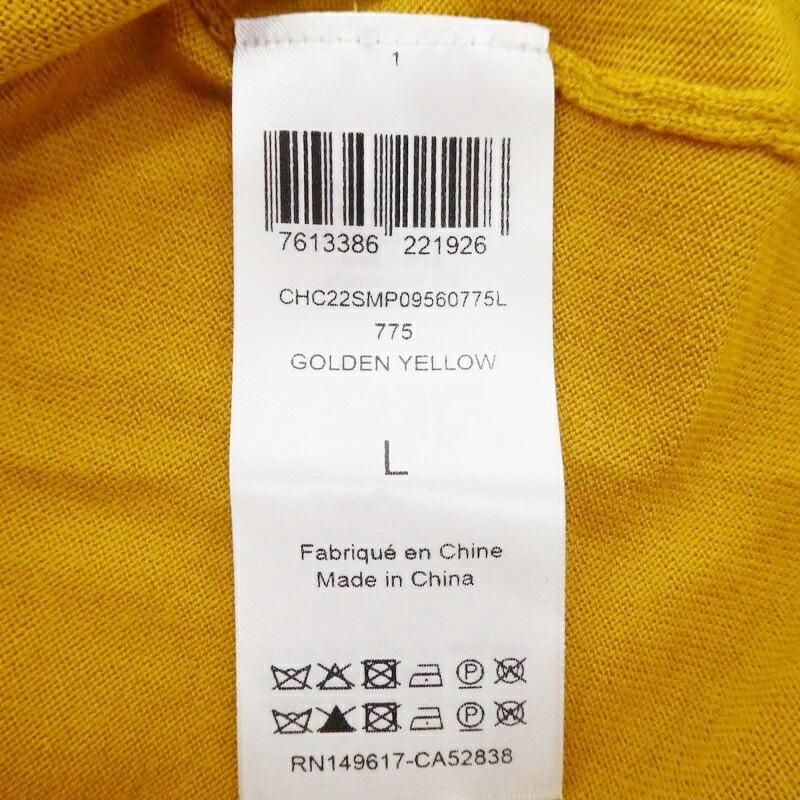 1
7613386 221926
CHC22SMP09560775L
775
GOLDEN YELLOW
L
Fabriqué en Chine
Made in China
P W
P W
RN149617-CA52838